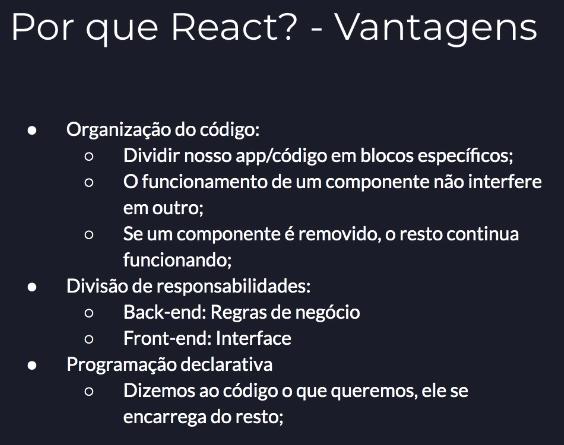 Por que React? - Vantagens
● Organização do código:
○ Dividir nosso app/código em blocos específicos;
○ O funcionamento de um componente não interfere
em outro;
○ Se um componente é removido, o resto continua
funcionando;
● Divisão de responsabilidades:
○ Back-end: Regras de negócio
○ Front-end: Interface
● Programação declarativa
○ Dizemos ao código o que queremos, ele se
encarrega do resto;